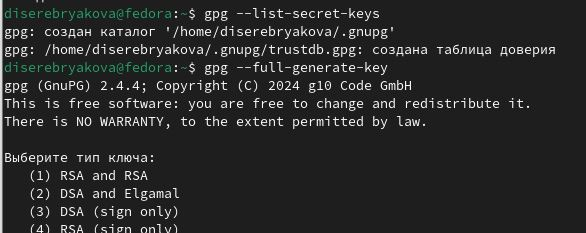 diserebryakova@fedora:~$ gpg --list-secret-keys
gpg: создан каталог '/home/diserebryakova/.gnupg'
gpg: /home/diserebryakova/.gnupg/trustdb.gpg: создана таблица доверия
diserebryakova@fedora:~$ gpg --full-generate-key
gpg (GnuPG) 2.4.4; Copyright (C) 2024 g10 Code GmbH
This is free software: you are free to change and redistribute it.
There is NO WARRANTY, to the extent permitted by law.
Выберите тип ключа:
(1) RSA and RSA
(2) DSA and Elgamal
(3) DSA (sign only)
(4) RSA (sign only)